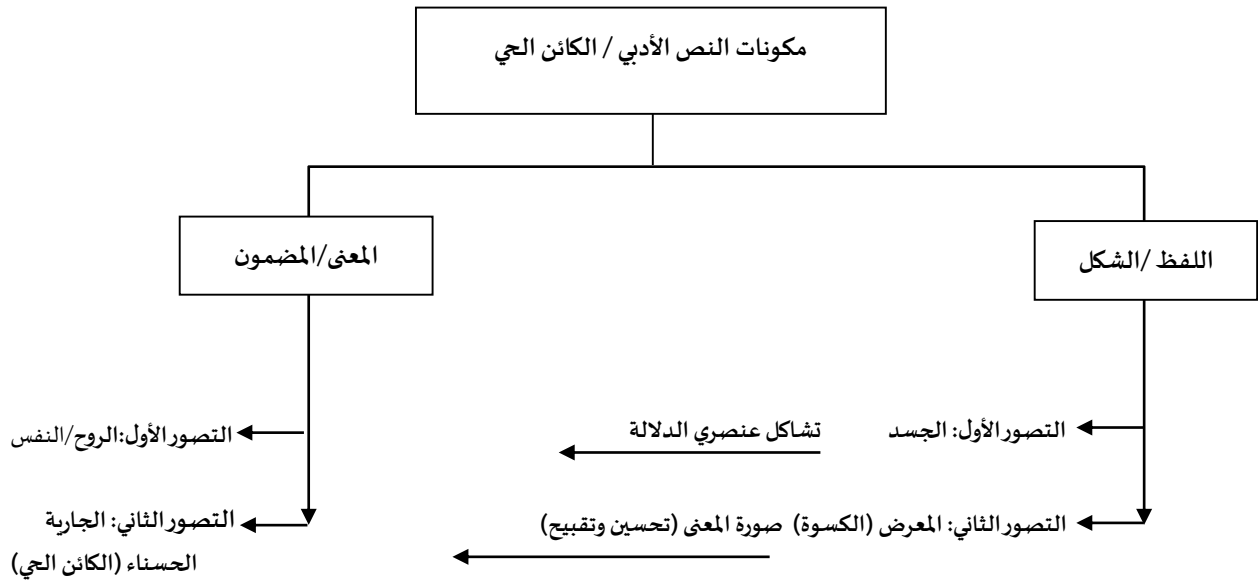 مكونات النص الأدبي / الكائن الحي
اللفظ /الشكل
المعنى/المضمون
التصور الأول: الجسد
تشاكل عنصري الدلالة
التصور الأول:الروح/النفس
التصور الثاني: المعرض (الكسوة)
صورة المعنى (تحسين وتقبيح)
التصور الثاني: الجارية
الحسناء (الكائن الحي)